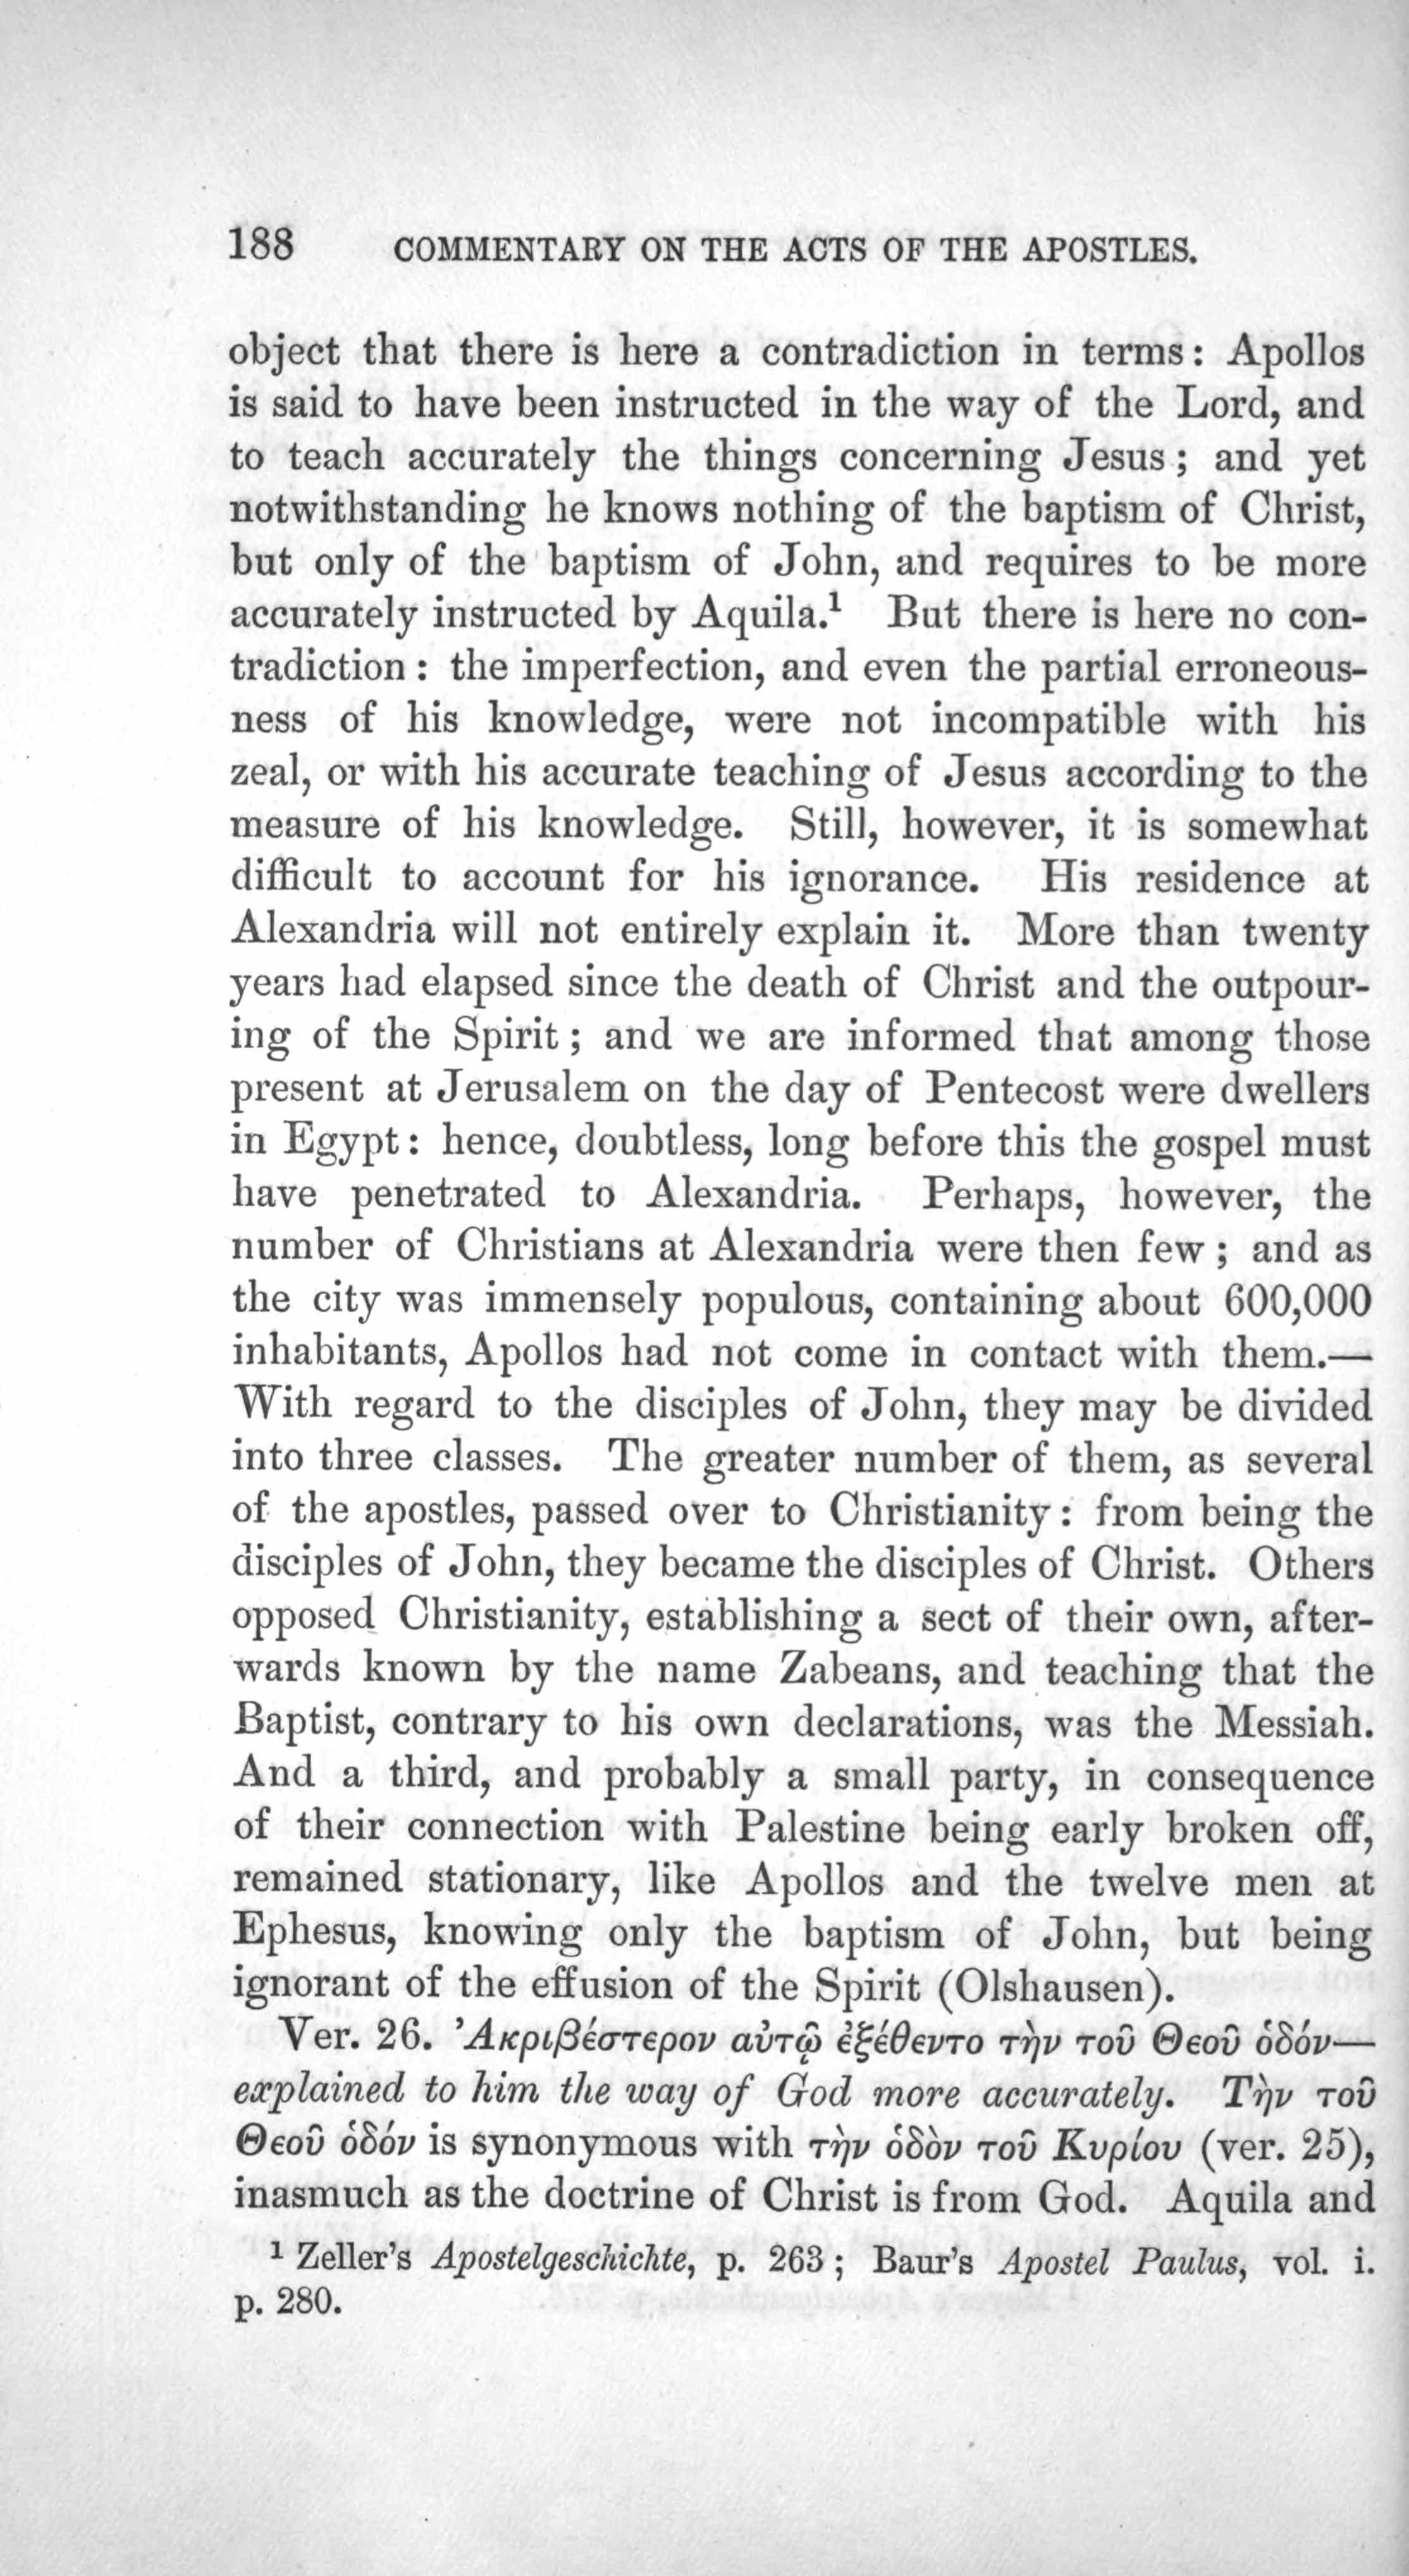 188 COMMENTARY ON THE ACTS OF THE APOSTLES.
object that there is here a contradiction in terms: Apollos
is said to have been instructed in the way of the Lord, and
to teach accurately the things concerning Jesus; and yet
notwithstanding he knows nothing of the baptism of Christ,
but only of the baptism of John, and requires to be more
accurately instructed by Aquila.¹ But there is here no con-
tradiction: the imperfection, and even the partial erroneous-
ness of his knowledge, were not incompatible with his
zeal, or with his accurate teaching of Jesus according to the
measure of his knowledge. Still, however, it is somewhat
difficult to account for his ignorance. His residence at
Alexandria will not entirely explain it. More than twenty
years had elapsed since the death of Christ and the outpour-
ing of the Spirit; and we are informed that among those
present at Jerusalem on the day of Pentecost were dwellers
in Egypt: hence, doubtless, long before this the gospel must
have penetrated to Alexandria. Perhaps, however, the
number of Christians at Alexandria were then few; and as
the city was immensely populous, containing about 600,000
inhabitants, Apollos had not come in contact with them.—
With regard to the disciples of John, they may be divided
into three classes. The greater number of them, as several
of the apostles, passed over to Christianity: from being the
disciples of John, they became the disciples of Christ. Others
opposed Christianity, establishing a sect of their own, after-
wards known by the name Zabeans, and teaching that the
Baptist, contrary to his own declarations, was the Messiah.
And a third, and probably a small party, in consequence
of their connection with Palestine being early broken off,
remained stationary, like Apollos and the twelve men at
Ephesus, knowing only the baptism of John, but being
ignorant of the effusion of the Spirit (Olshausen).
Ver. 26. Ἀκριβέστερον αὐτῷ ἐξέθεντο τὴν τοῦ Θεοῦ ὁδόν—
explained to him the way of God more accurately. Τὴν τοῦ
Θεοῦ ὁδόν is synonymous with τὴν ὁδὸν τοῦ Κυρίου (ver. 25),
inasmuch as the doctrine of Christ is from God. Aquila and
¹ Zeller's Apostelgeschichte, p. 263; Baur's Apostel Paulus, vol. i.
p. 280.